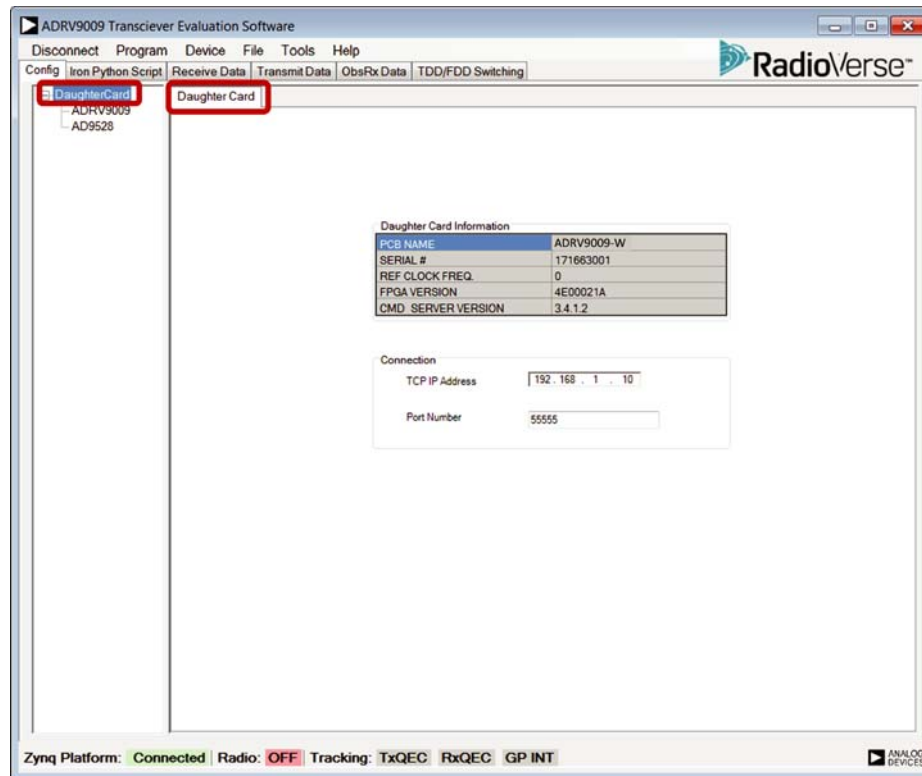 ADRV9009 Transciever Evaluation Software
Disconnect Program Device File Tools Help
RadioVerse™
Config Iron Python Script Receive Data Transmit Data ObsRx Data TDD/FDD Switching
DaughterCard
ADRV9009
AD9528
Daughter Card
Daughter Card Information
PCB NAME ADRV9009-W
SERIAL # 171663001
REF CLOCK FREQ. 0
FPGA VERSION 4E00021A
CMD SERVER VERSION 3.4.1.2
Connection
TCP IP Address 192 . 168 . 1 . 10
Port Number 55555
Zynq Platform: Connected Radio: OFF Tracking: TxQEC RxQEC GP INT
ANALOG
DEVICES